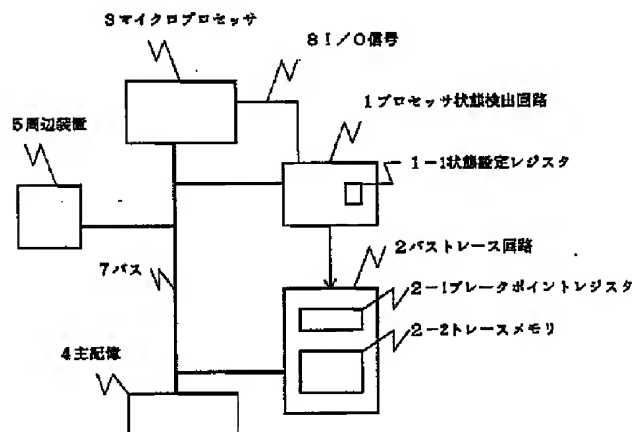 3マイクロプロセッサ
8I/O信号
1プロセッサ状態検出回路
5周辺装置
1-1状態設定レジスタ
2バストレース回路
7バス
2-1ブレークポイントレジスタ
2-2トレースメモリ
4主記憶